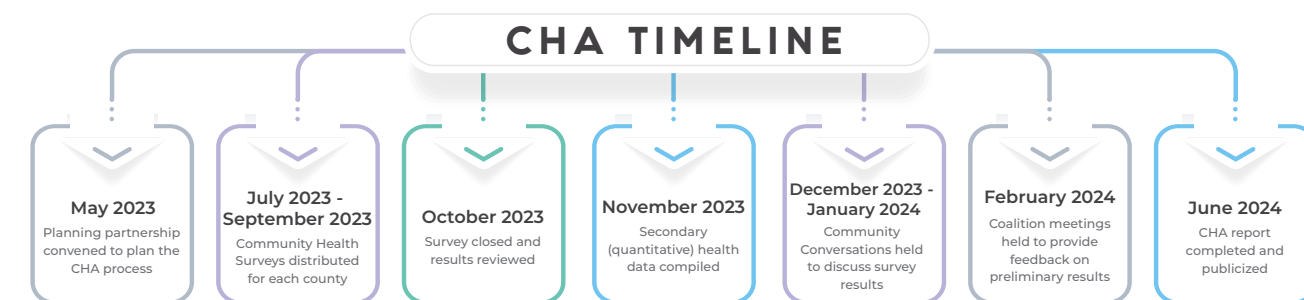 CHA TIMELINE
May 2023
Planning partnership
convened to plan the
CHA process
July 2023 -
September 2023
Community Health
Surveys distributed
for each county
October 2023
Survey closed and
results reviewed
November 2023
Secondary
(quantitative) health
data compiled
December 2023 -
January 2024
Community
Conversations held
to discuss survey
results
February 2024
Coalition meetings
held to provide
feedback on
preliminary results
June 2024
CHA report
completed and
publicized